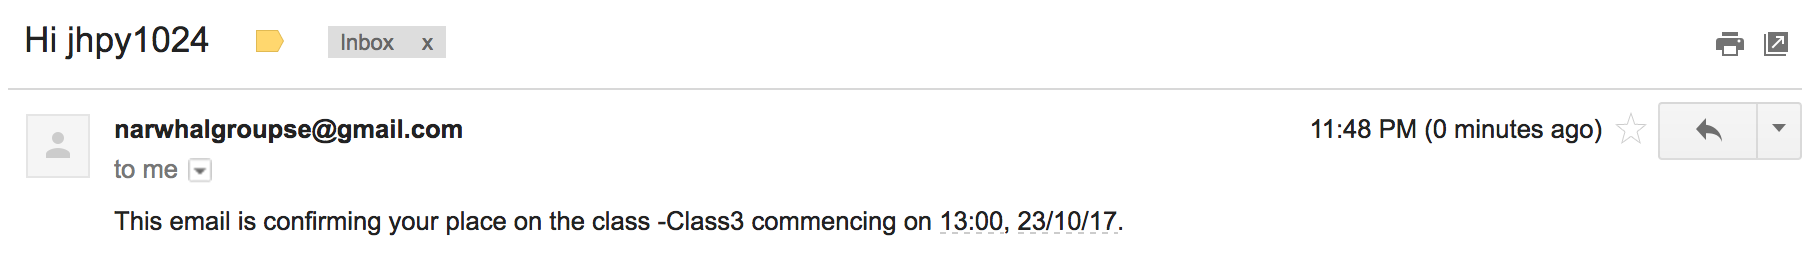 Hi jhpy1024 Inbox x
narwhalgroupse@gmail.com 11:48 PM (0 minutes ago)
to me
This email is confirming your place on the class -Class3 commencing on 13:00, 23/10/17.